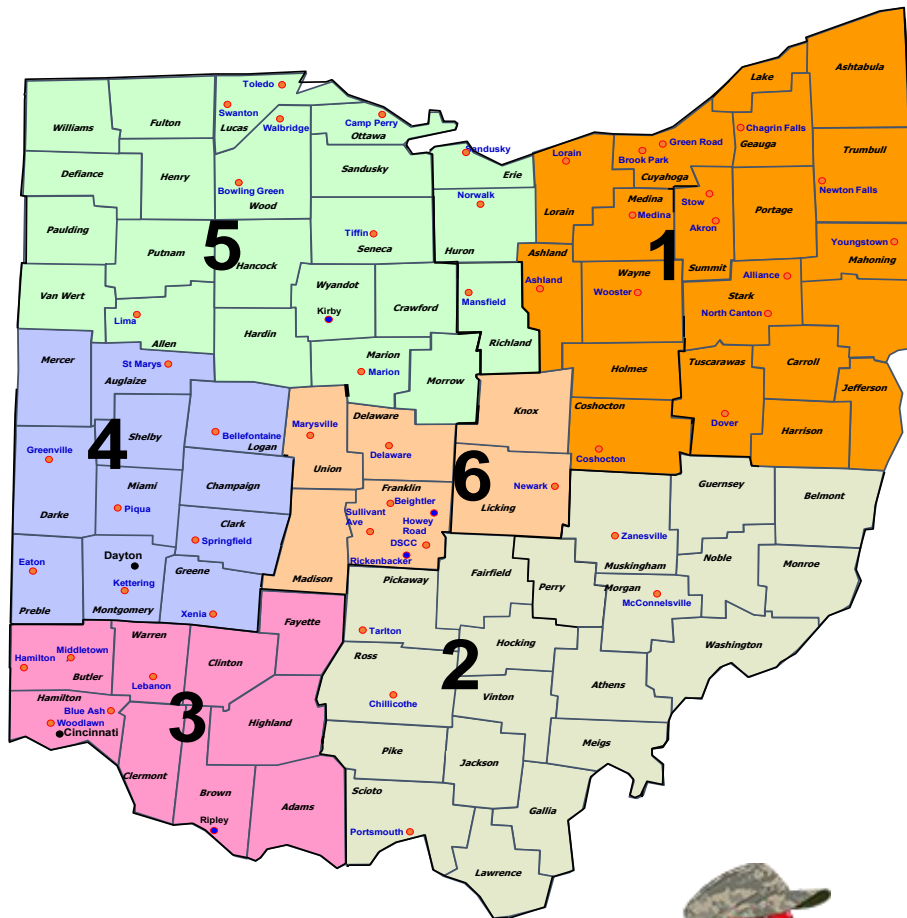 Lake
Ashtabula
Toledo
Swanton
Lucas
Camp Perry
Ottawa
Williams
Fulton
Walbridge
Chagrin Falls
Geauga
Green Road
Brook Park
Cuyahoga
Trumbull
Sandusky
Lorain
Defiance
Henry
Sandusky
Erie
Bowling Green
Wood
Norwalk
Newton Falls
Medina
Medina
Stow
Portage
Lorain
Akron
Paulding
Tiffin
Seneca
5
1
Youngstown
Mahoning
Putnam
Huron
Ashland
Hancock
Wayne
Summit
Alliance
Wyandot
Ashland
Wooster
Stark
Van Wert
Mansfield
Crawford
North Canton
Kirby
Lima
Hardin
Allen
Richland
Marion
Marion
Mercer
St Marys
Auglaize
Morrow
Holmes
Tuscarawas
Carroll
Jefferson
Knox
Coshocton
Delaware
Marysville
Dover
Harrison
4
Shelby
Bellefontaine
Logan
Delaware
6
Coshocton
Greenville
Union
Miami
Champaign
Franklin
Newark
Guernsey
Belmont
Beightler
Licking
Piqua
Sullivant
Ave
Howey
Road
Darke
Clark
Springfield
DSCC
Zanesville
Dayton
Rickenbacker
Noble
Monroe
Eaton
Greene
Madison
Pickaway
Fairfield
Muskingum
Kettering
Perry
Morgan
McConnelsville
Preble
Montgomery
Xenia
Fayette
Tarlton
Hocking
Washington
Warren
Middletown
Hamilton
Clinton
Ross
2
Butler
Lebanon
Athens
Hamilton
3
Chillicothe
Vinton
Blue Ash
Woodlawn
Cincinnati
Highland
Meigs
Pike
Jackson
Clermont
Brown
Scioto
Adams
Gallia
Ripley
Portsmouth
Lawrence